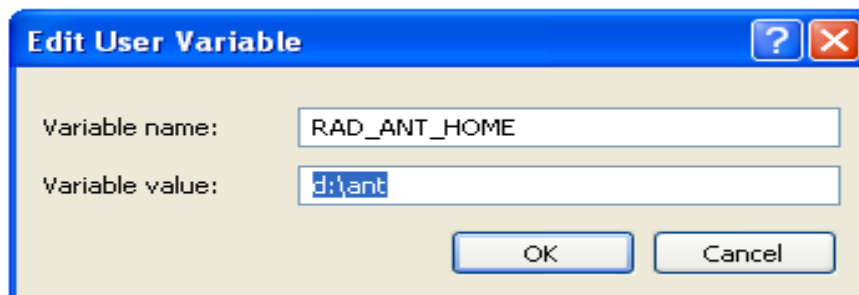 Edit User Variable
Variable name: RAD_ANT_HOME
Variable value: d:\ant
OK Cancel